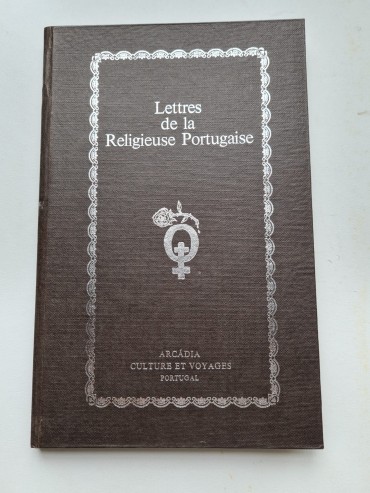 Lettres
de la
Religieuse Portugaise
ARCÁDIA
CULTURE ET VOYAGES
PORTUGAL